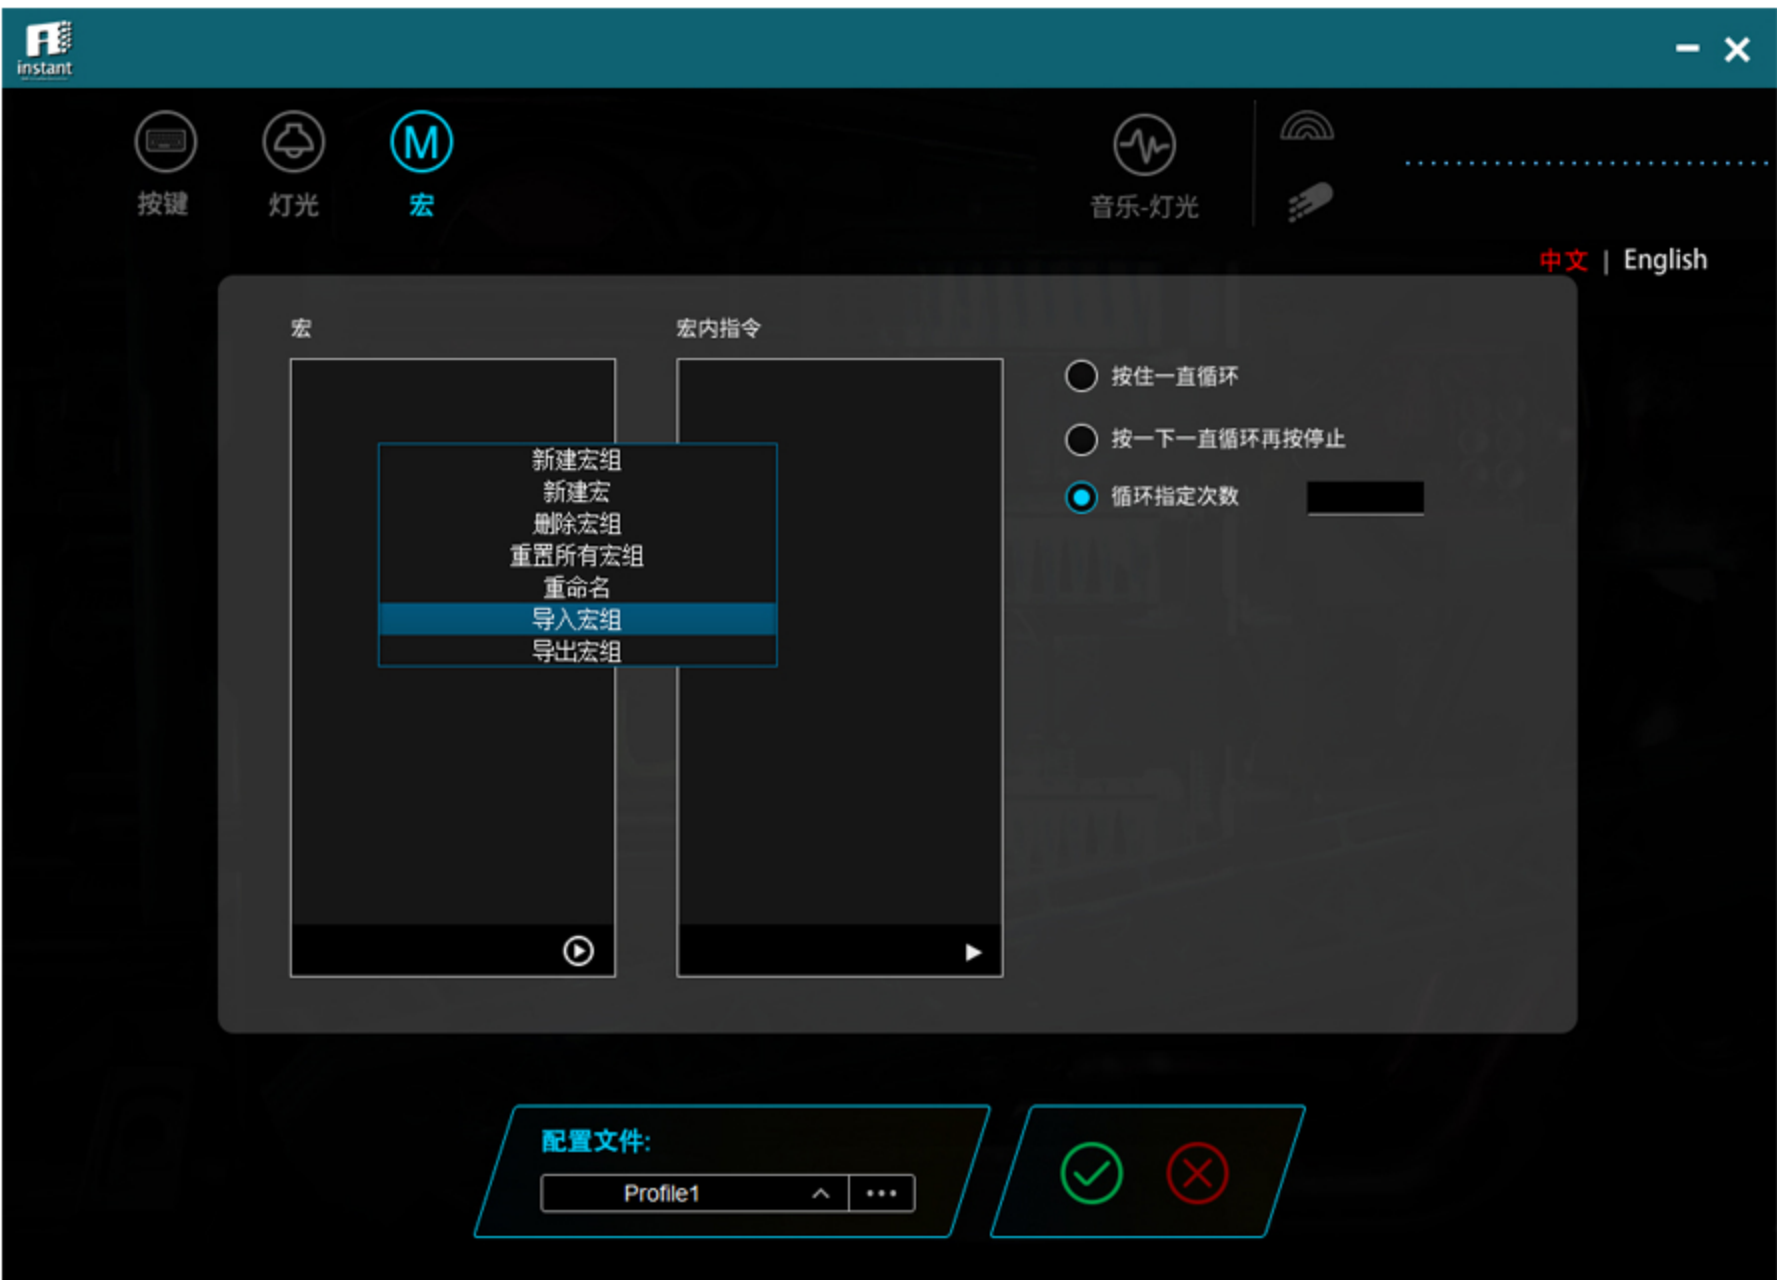 instant
按键
灯光
M
宏
音乐-灯光
中文 | English
宏
宏内指令
按住一直循环
按一下一直循环再按停止
循环指定次数
新建宏组
新建宏
删除宏组
重置所有宏组
重命名
导入宏组
导出宏组
配置文件:
Profile1